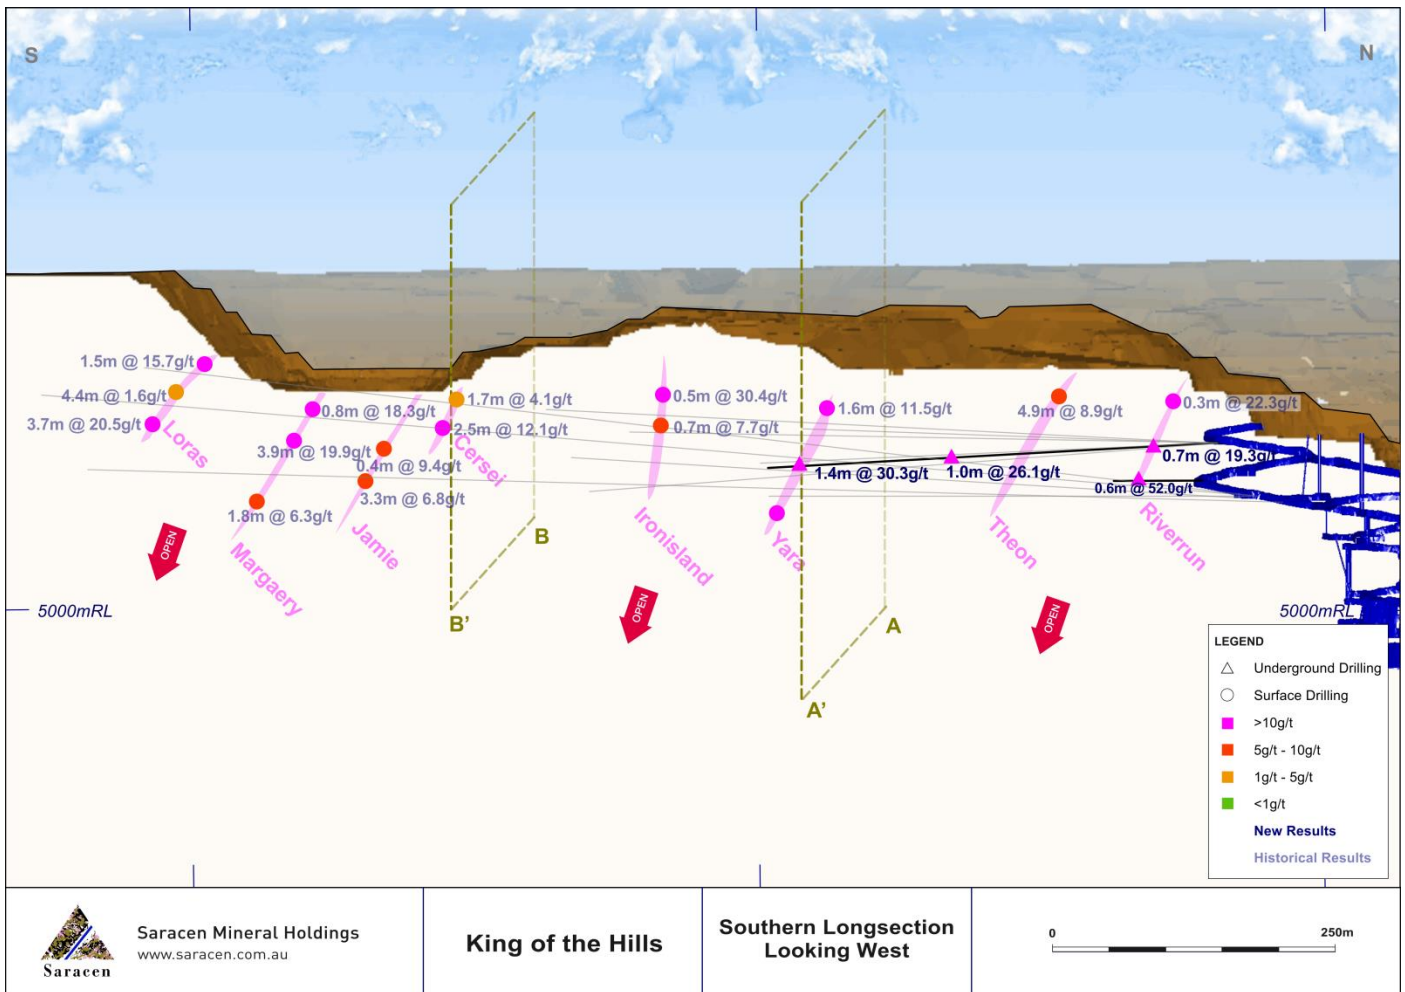 S
N
1.5m @ 15.7g/t
4.4m @ 1.6g/t
3.7m @ 20.5g/t
Loras
0.8m @ 18.3g/t
3.9m @ 19.9g/t
1.8m @ 6.3g/t
Margaery
0.4m @ 9.4g/t
3.3m @ 6.8g/t
Jamie
1.7m @ 4.1g/t
2.5m @ 12.1g/t
Cersei
0.5m @ 30.4g/t
0.7m @ 7.7g/t
Ironisland
1.6m @ 11.5g/t
1.4m @ 30.3g/t
Yara
1.0m @ 26.1g/t
4.9m @ 8.9g/t
Theon
0.3m @ 22.3g/t
0.7m @ 19.3g/t
0.6m @ 52.0g/t
Riverrun
OPEN
OPEN
OPEN
B
B'
A
A'
5000mRL
5000mRL
LEGEND
Underground Drilling
Surface Drilling
>10g/t
5g/t - 10g/t
1g/t - 5g/t
<1g/t
New Results
Historical Results
Saracen
Saracen Mineral Holdings
www.saracen.com.au
King of the Hills
Southern Longsection
Looking West
0
250m